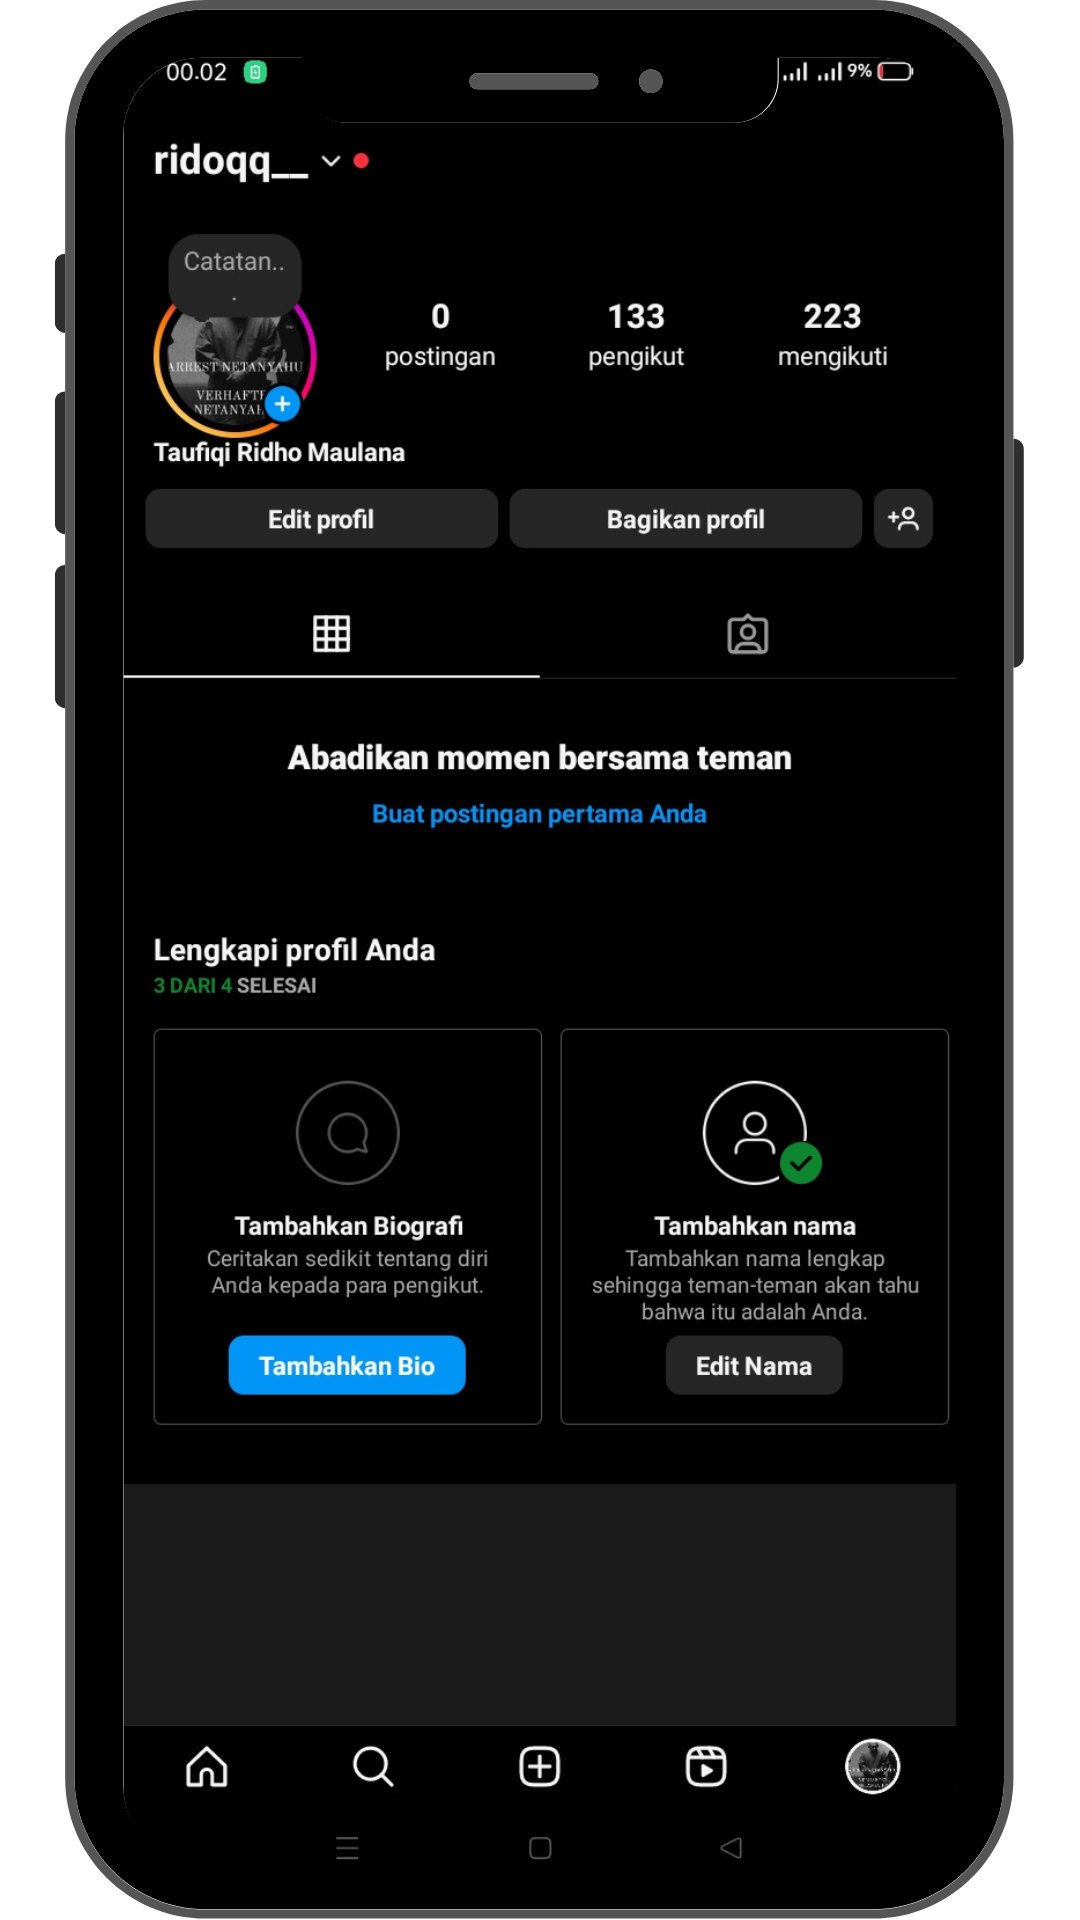 00.02
9%
ridoqq__
Catatan..
.
ARREST NETANYAHU
0
postingan
133
pengikut
223
mengikuti
Taufiqi Ridho Maulana
Edit profil
Bagikan profil
Abadikan momen bersama teman
Buat postingan pertama Anda
Lengkapi profil Anda
3 DARI 4 SELESAI
Tambahkan Biografi
Ceritakan sedikit tentang diri
Anda kepada para pengikut.
Tambahkan Bio
Tambahkan nama
Tambahkan nama lengkap
sehingga teman-teman akan tahu
bahwa itu adalah Anda.
Edit Nama